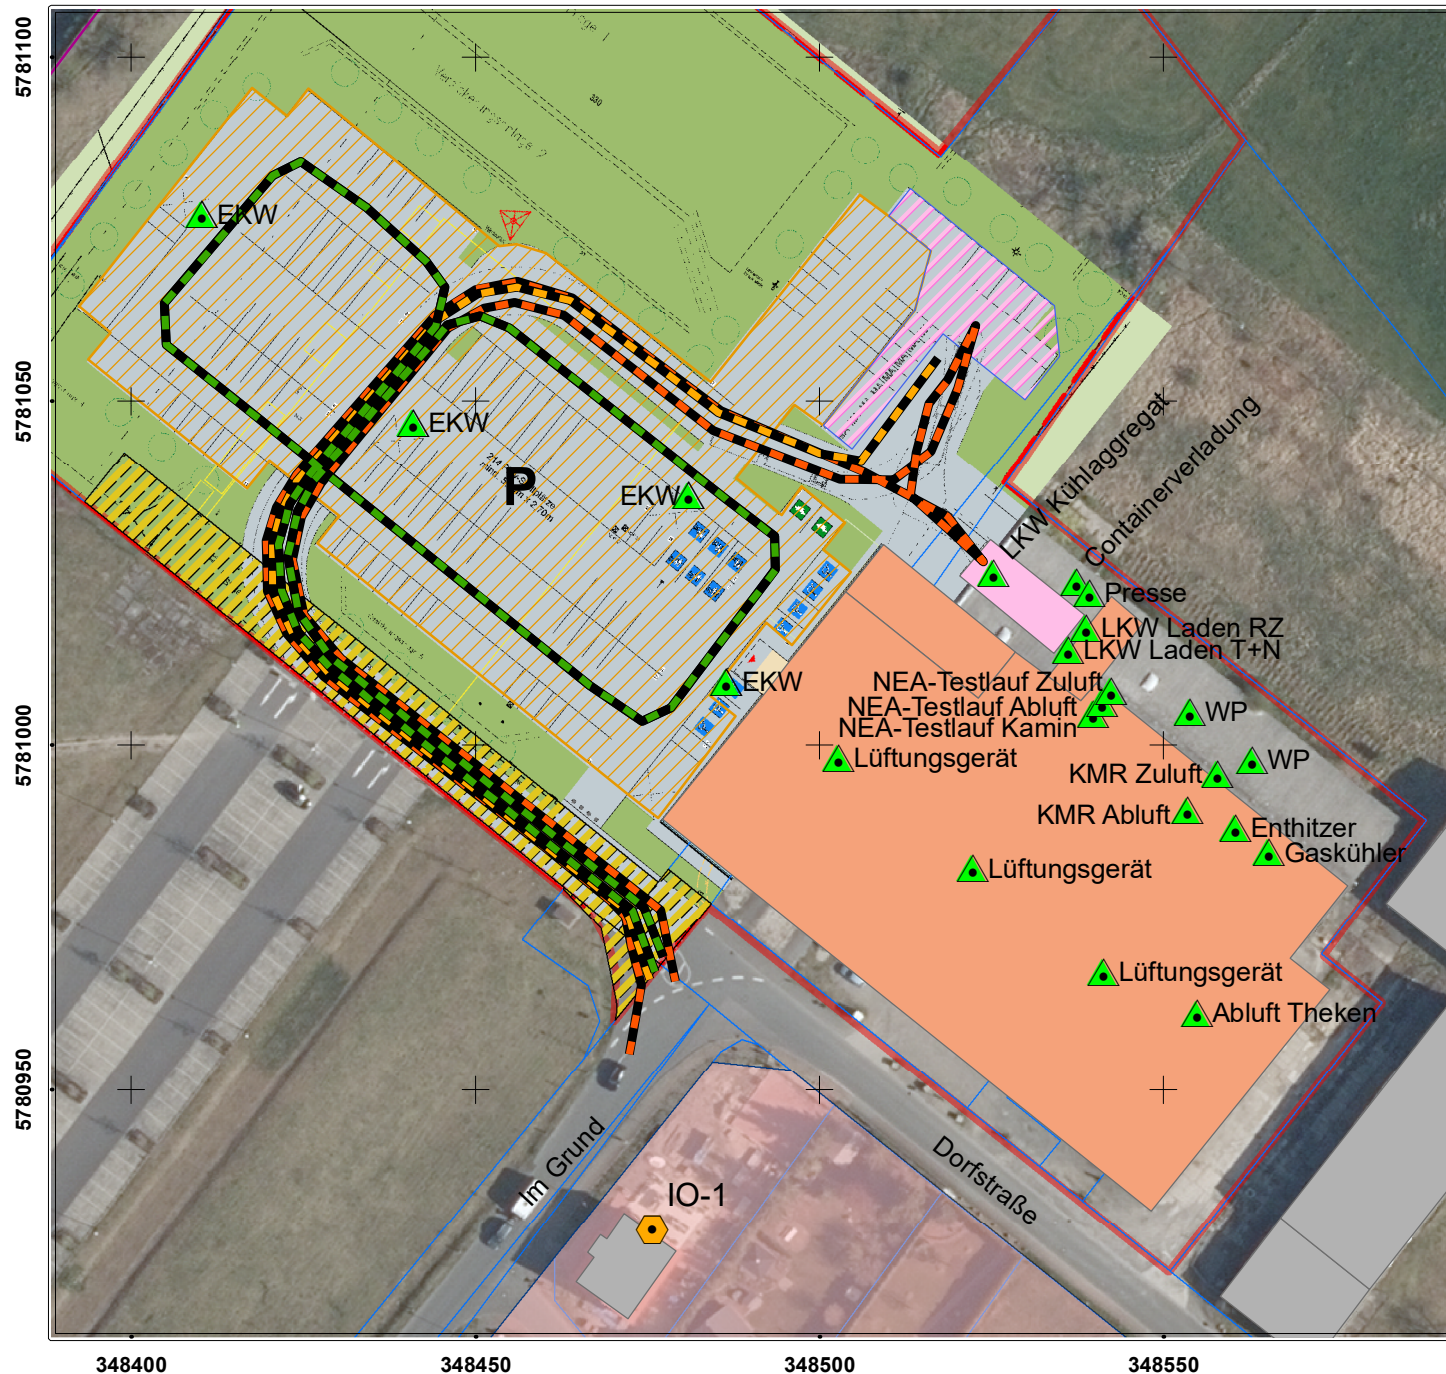 5781100
5781050
5781000
5780950
330
EKW
EKW
EKW
EKW
P
LKW Kühlaggregat
Containerverladung
Presse
LKW Laden RZ
LKW Laden T+N
NEA-Testlauf Zuluft
NEA-Testlauf Abluft
NEA-Testlauf Kamin
WP
WP
Lüftungsgerät
KMR Zuluft
KMR Abluft
Enthitzer
Gaskühler
Lüftungsgerät
Lüftungsgerät
Abluft Theken
Im Grund
Dorfstraße
IO-1
348400
348450
348500
348550